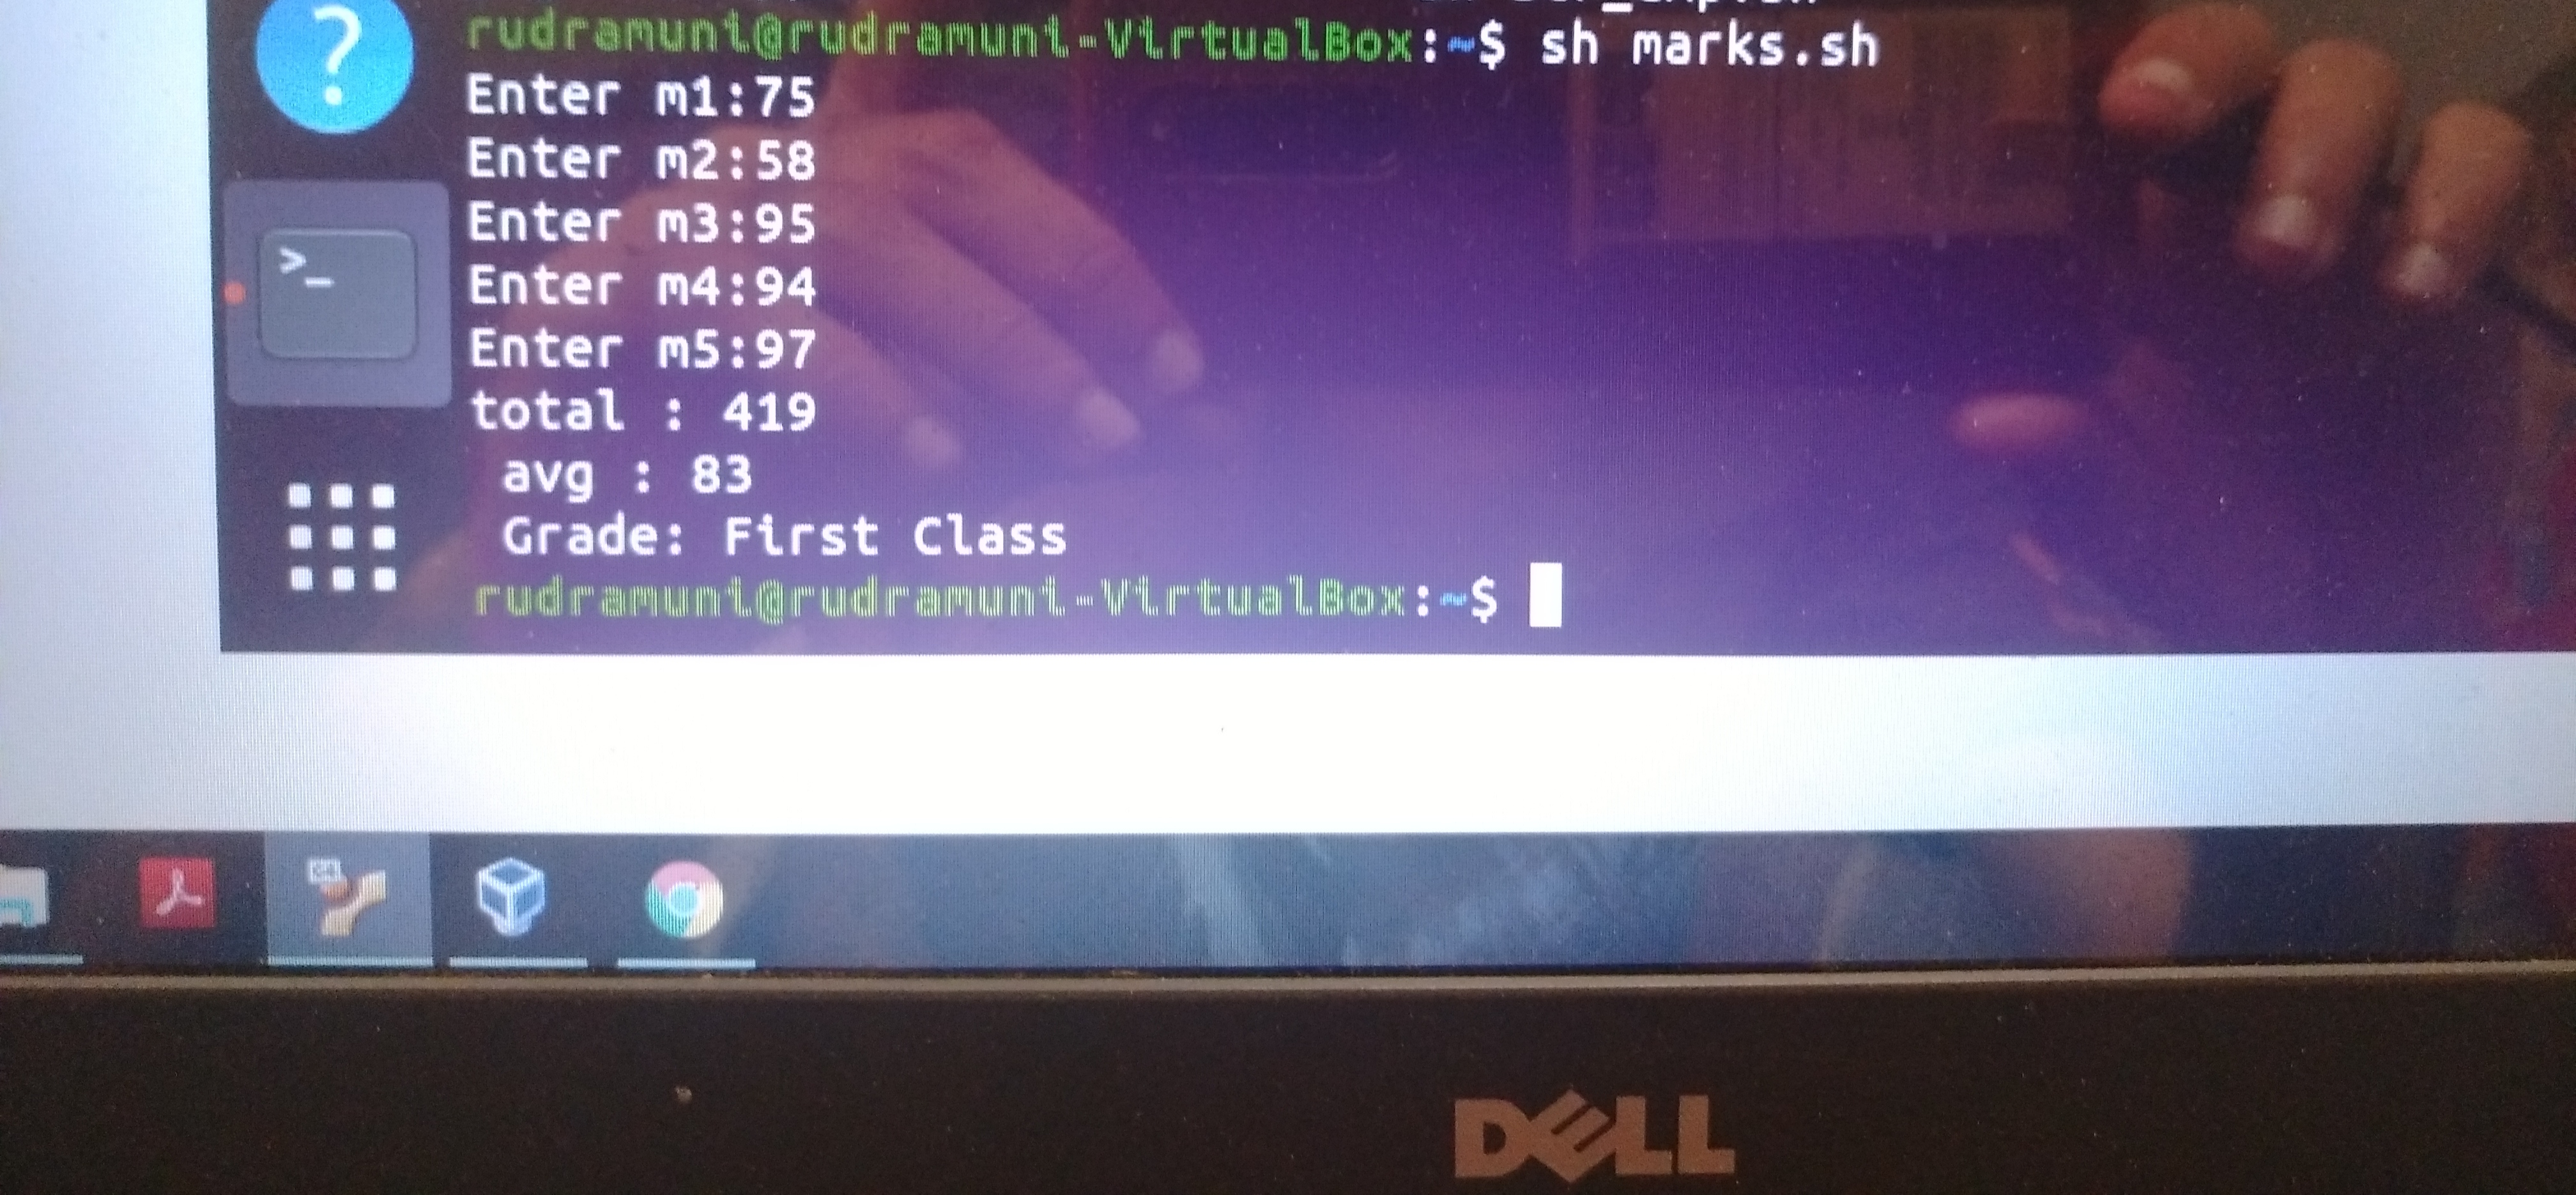 rudramuni@rudramuni-VirtualBox:~$ sh marks.sh
Enter m1:75
Enter m2:58
Enter m3:95
Enter m4:94
Enter m5:97
total : 419
 avg : 83
 Grade: First Class
rudramuni@rudramuni-VirtualBox:~$
DELL